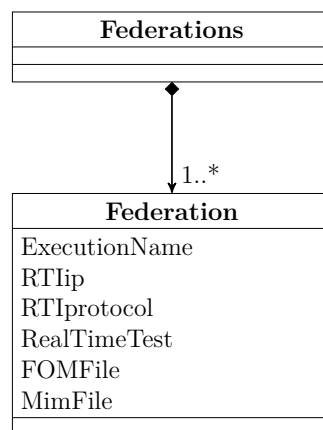 Federations
1..*
Federation
ExecutionName
RTIip
RTIprotocol
RealTimeTest
FOMFile
MimFile